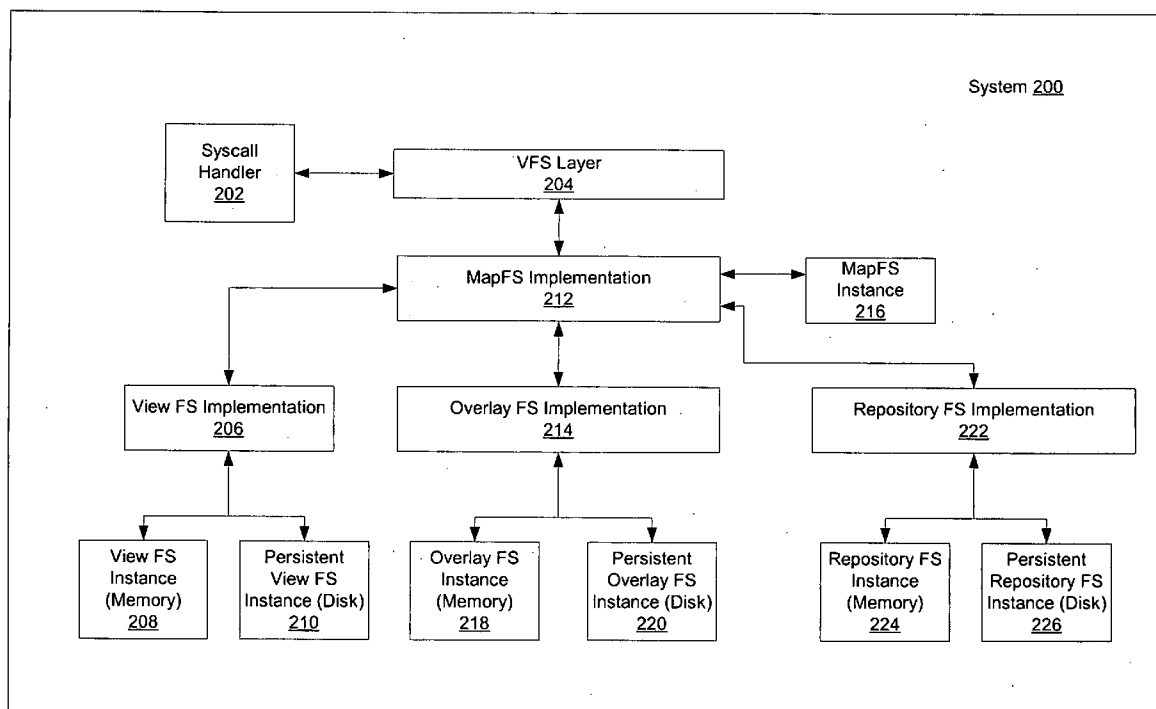 System 200
Syscall
Handler
202
VFS Layer
204
MapFS Implementation
212
MapFS
Instance
216
View FS Implementation
206
Overlay FS Implementation
214
Repository FS Implementation
222
View FS
Instance
(Memory)
208
Persistent
View FS
Instance (Disk)
210
Overlay FS
Instance
(Memory)
218
Persistent
Overlay FS
Instance (Disk)
220
Repository FS
Instance
(Memory)
224
Persistent
Repository FS
Instance (Disk)
226